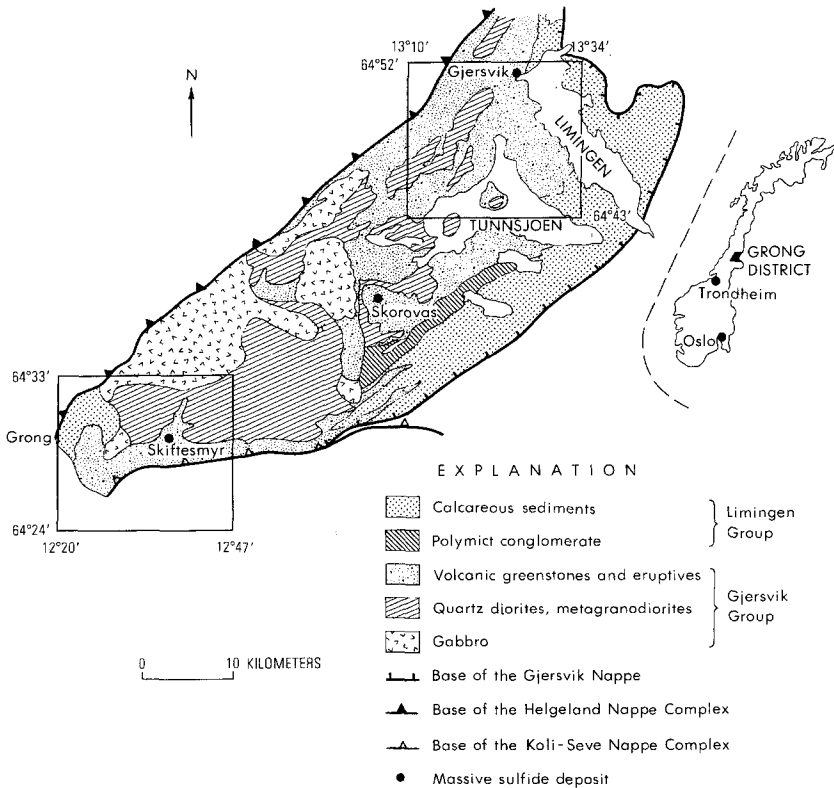 13°10′
13°34′
64°52′
Gjersvik
N
LIMINGEN
64°43′
TUNNSJOEN
GRONG
DISTRICT
Trondheim
Oslo
Skorovas
64°33′
Grong
Skiftesmyr
64°24′
12°20′
12°47′
EXPLANATION
Calcareous sediments
Polymict conglomerate
Limingen
Group
Volcanic greenstones and eruptives
Quartz diorites, metagranodiorites
Gabbro
Gjersvik
Group
0 10 KILOMETERS
Base of the Gjersvik Nappe
Base of the Helgeland Nappe Complex
Base of the Koli-Seve Nappe Complex
Massive sulfide deposit